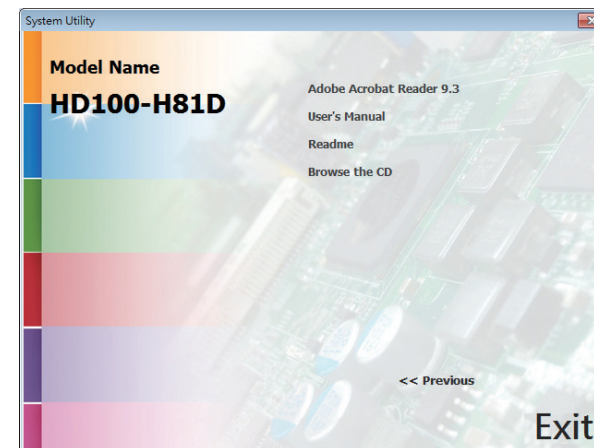 System Utility
Model Name
HD100-H81D
Adobe Acrobat Reader 9.3
User's Manual
Readme
Browse the CD
<< Previous
Exit